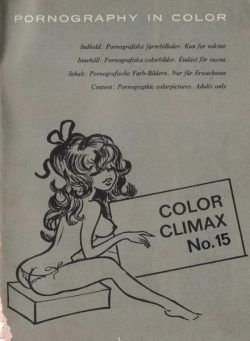 PORNOGRAPHY IN COLOR
Indhold: Pornografiske farvebilleder. Kun for voksne
Innehåll: Pornografiska colorbilder. Endast för vuxna
Inhalt: Pornografische Farb-Bildern. Nur für Erwachsene
Content: Pornographic colorpictures. Adults only
COLOR
CLIMAX
No. 15